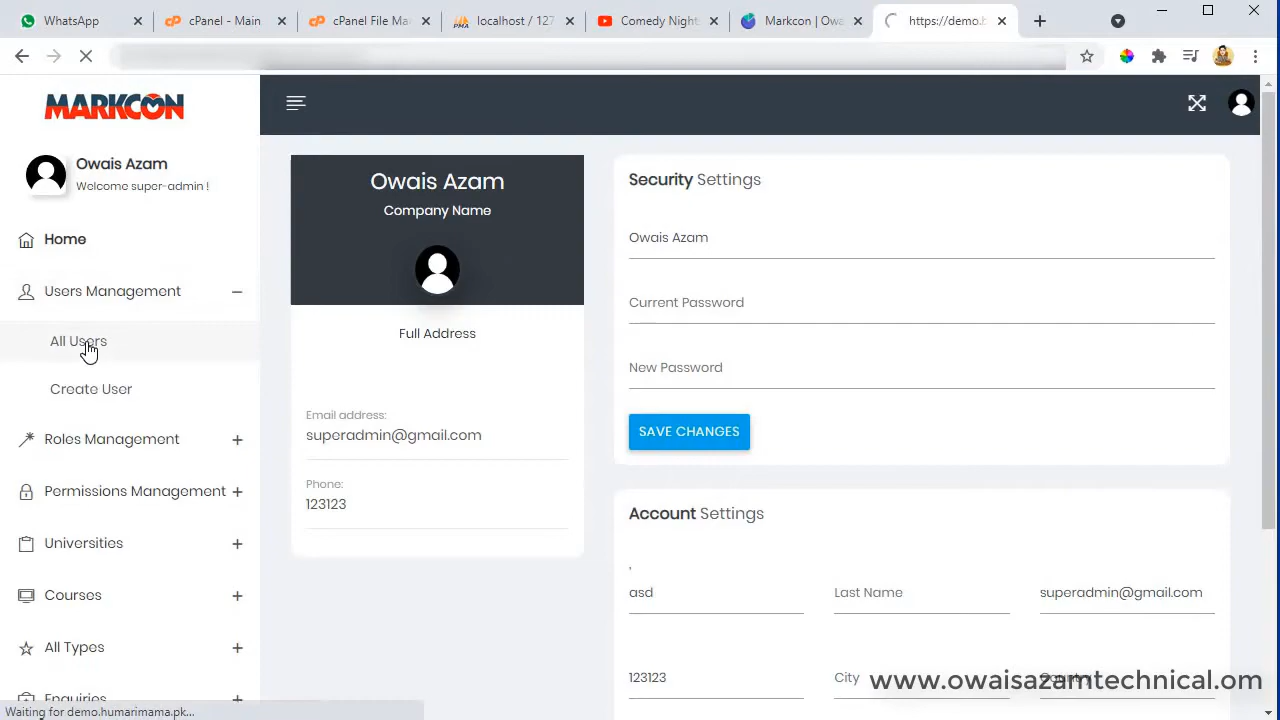 WhatsApp
cPanel - Main
cPanel File Ma
localhost / 127
Comedy Night
Markcon | Owa
https://demo.
MARKCON
Owais Azam
Welcome super-admin !
Home
Users Management
All Users
Create User
Roles Management
Permissions Management
Universities
Courses
All Types
Enquiries
Owais Azam
Company Name
Full Address
Email address:
superadmin@gmail.com
Phone:
123123
Security Settings
Owais Azam
Current Password
New Password
SAVE CHANGES
Account Settings
,
asd
Last Name
superadmin@gmail.com
123123
City
Country
www.owaisazamtechnical.om
Waiting for demo.humarimama.pk...